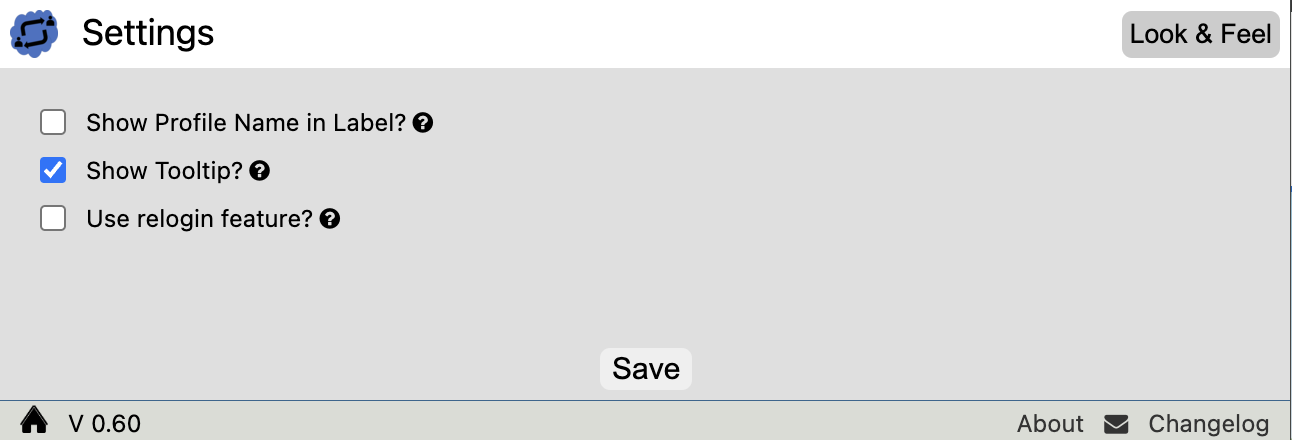 Settings
Look & Feel
Show Profile Name in Label?
Show Tooltip?
Use relogin feature?
Save
V 0.60
About
Changelog